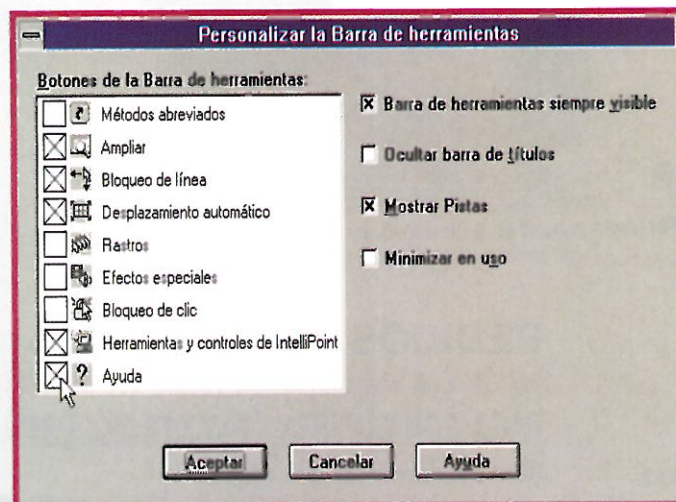 Personalizar la Barra de herramientas
Botones de la Barra de herramientas:
Métodos abreviados
Ampliar
Bloqueo de línea
Desplazamiento automático
Rastros
Efectos especiales
Bloqueo de clic
Herramientas y controles de IntelliPoint
Ayuda
Barra de herramientas siempre visible
Ocultar barra de títulos
Mostrar Pistas
Minimizar en uso
Aceptar
Cancelar
Ayuda